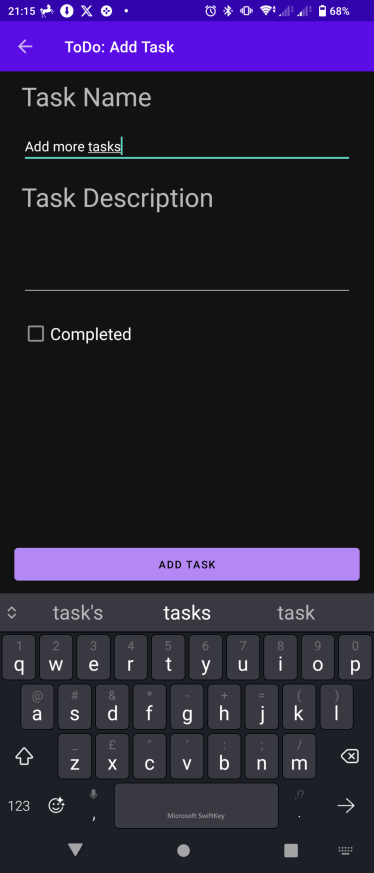 21:15 68%
ToDo: Add Task
Task Name
Add more tasks
Task Description
Completed
ADD TASK
task's tasks task
1 2 3 4 5 6 7 8 9 0
q w e r t y u i o p
@ # & * - + = ( )
a s d f g h j k l
_ £ " ' : ; /
z x c v b n m
123 , Microsoft SwiftKey ,!? .